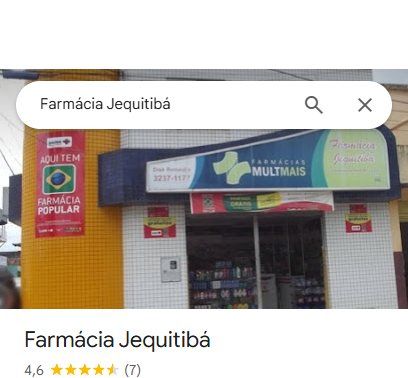 Farmácia Jequitibá
AQUI TEM
FARMÁCIA
POPULAR
Disk Remédio
3237-1177
FARMÁCIAS
MULTMAIS
Farmácia
Jequitibá
Farmácia Jequitibá
4,6 (7)